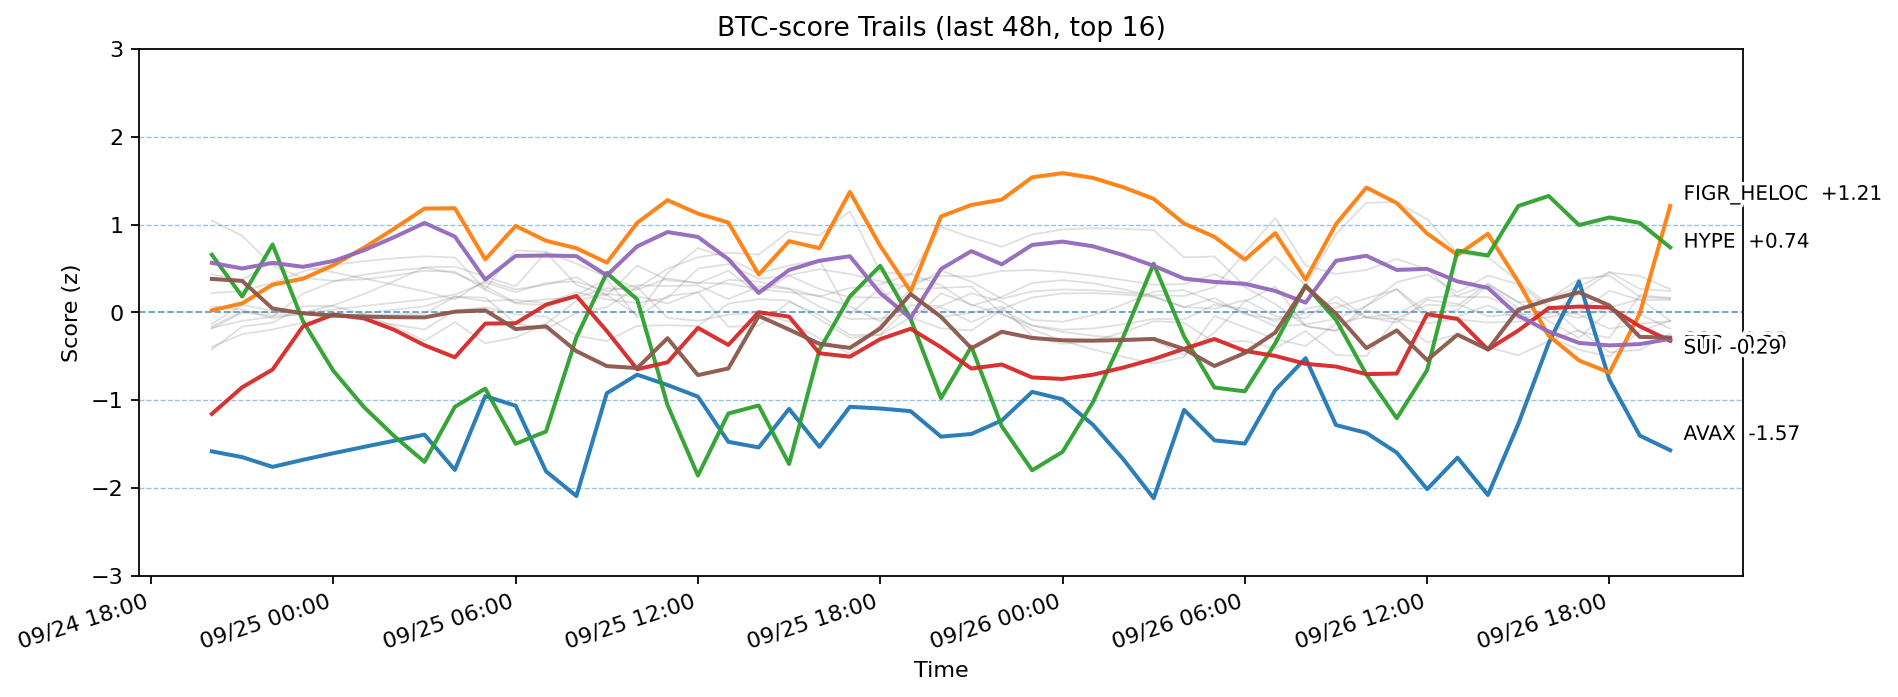 BTC-score Trails (last 48h, top 16)
Score (z)
3
2
1
0
−1
−2
−3
FIGR_HELOC +1.21
HYPE +0.74
SUI -0.29
AVAX -1.57
09/24 18:00
09/25 00:00
09/25 06:00
09/25 12:00
09/25 18:00
09/26 00:00
09/26 06:00
09/26 12:00
09/26 18:00
Time